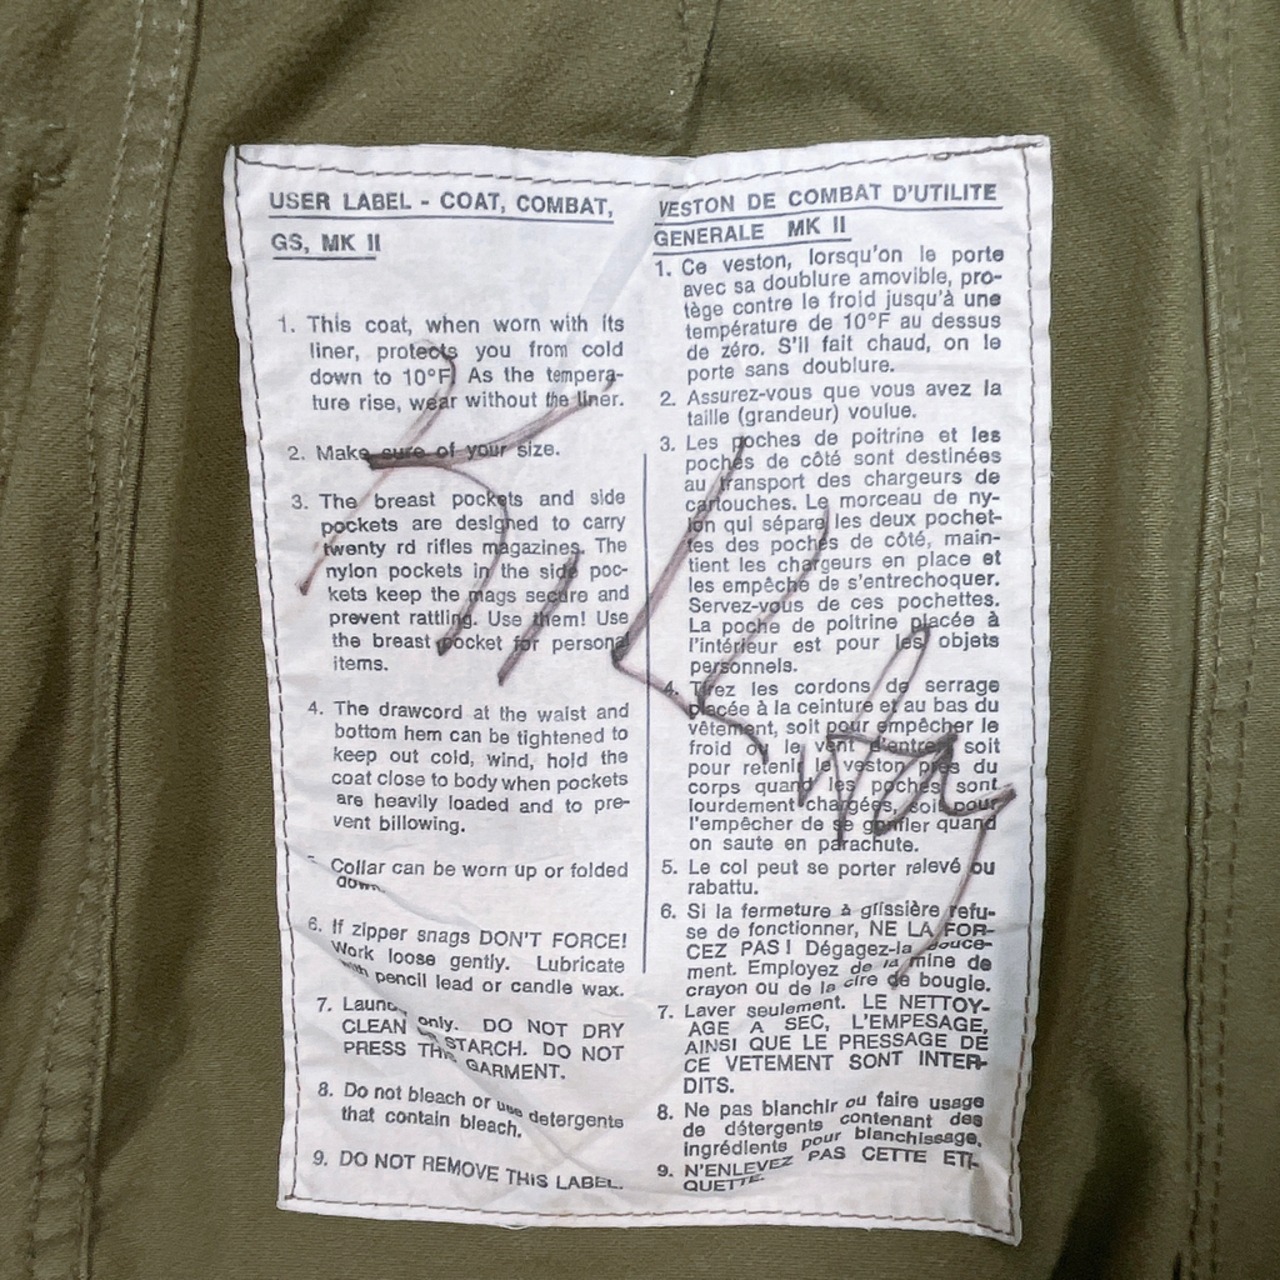 USER LABEL - COAT, COMBAT,
GS, MK II
1. This coat, when worn with its
liner, protects you from cold
down to 10°F. As the tempera-
ture rise, wear without the liner.
2. Make sure of your size.
3. The breast pockets and side
pockets are designed to carry
twenty rd rifles magazines. The
nylon pockets in the side poc-
kets keep the mags secure and
prevent rattling. Use them! Use
the breast pocket for personal
items.
4. The drawcord at the waist and
bottom hem can be tightened to
keep out cold, wind, hold the
coat close to body when pockets
are heavily loaded and to pre-
vent billowing.
Collar can be worn up or folded
down.
6. If zipper snags DON'T FORCE!
Work loose gently. Lubricate
with pencil lead or candle wax.
7. Laund only. DO NOT DRY
CLEAN STARCH. DO NOT
PRESS THIS GARMENT.
8. Do not bleach or use detergents
that contain bleach.
9. DO NOT REMOVE THIS LABEL.
VESTON DE COMBAT D'UTILITE
GENERALE MK II
1. Ce veston, lorsqu'on le porte
avec sa doublure amovible, pro-
tège contre le froid jusqu'à une
température de 10°F au dessus
de zéro. S'il fait chaud, on le
porte sans doublure.
2. Assurez-vous que vous avez la
taille (grandeur) voulue.
3. Les poches de poitrine et les
poches de côté sont destinées
au transport des chargeurs de
cartouches. Le morceau de ny-
lon qui sépare les deux pochet-
tes des poches de côté, main-
tient les chargeurs en place et
les empêche de s'entrechoquer.
Servez-vous de ces pochettes.
La poche de poitrine placée à
l'intérieur est pour les objets
personnels.
4. Tirez les cordons de serrage
placée à la ceinture et au bas du
vêtement, soit pour empêcher le
froid ou le vent d'entrer soit
pour retenir le veston près du
corps quand les poches sont
lourdement chargées, soit pour
l'empêcher de se gonfler quand
on saute en parachute.
5. Le col peut se porter relevé ou
rabattu.
6. Si la fermeture à glissière refu-
se de fonctionner, NE LA FOR-
CEZ PAS! Dégagez-la douce-
ment. Employez de la mine de
crayon ou de la cire de bougie.
7. Laver seulement. LE NETTOY-
AGE A SEC, L'EMPESAGE,
AINSI QUE LE PRESSAGE DE
CE VETEMENT SONT INTER-
DITS.
8. Ne pas blanchir ou faire usage
de détergents contenant des
ingrédients pour blanchissage.
9. N'ENLEVEZ PAS CETTE ETI-
QUETTE.